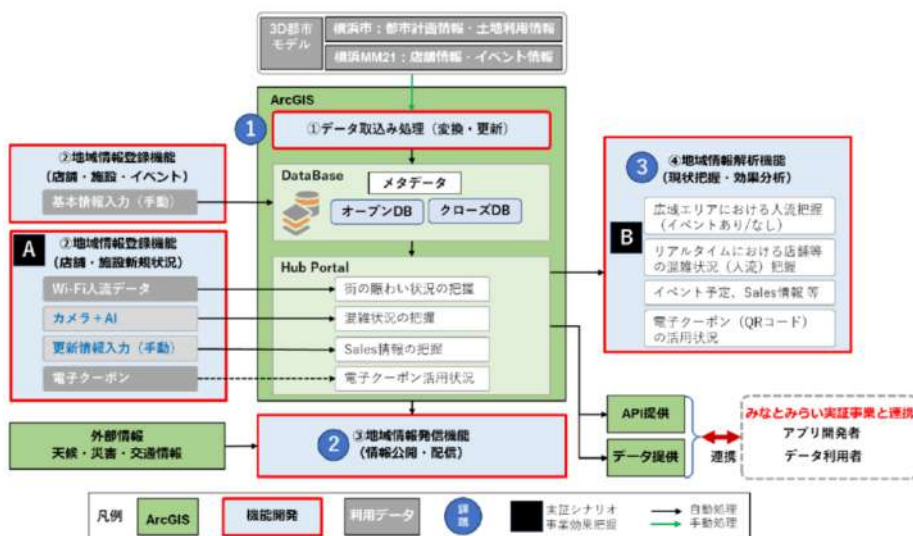 3D都市
モデル
横浜市：都市計画情報・土地利用情報
横浜MM21：店舗情報・イベント情報
ArcGIS
1
①データ取込み処理（変換・更新）
②地域情報登録機能
（店舗・施設・イベント）
基本情報入力（手動）
DataBase
メタデータ
オープンDB
クローズDB
3
④地域情報解析機能
（現状把握・効果分析）
B
広域エリアにおける人流把握
（イベントあり/なし）
リアルタイムにおける店舗等
の混雑状況（人流）把握
イベント予定、Sales情報 等
電子クーポン（QRコード）
の活用状況
A
②地域情報登録機能
（店舗・施設新規状況）
Wi-Fi人流データ
カメラ＋AI
更新情報入力（手動）
電子クーポン
Hub Portal
街の賑わい状況の把握
混雑状況の把握
Sales情報の把握
電子クーポン活用状況
外部情報
天候・災害・交通情報
2
③地域情報発信機能
（情報公開・配信）
API提供
データ提供
連携
みなとみらい実証事業と連携
アプリ開発者
データ利用者
凡例
ArcGIS
機能開発
利用データ
課題
実証シナリオ
事業効果把握
自動処理
手動処理